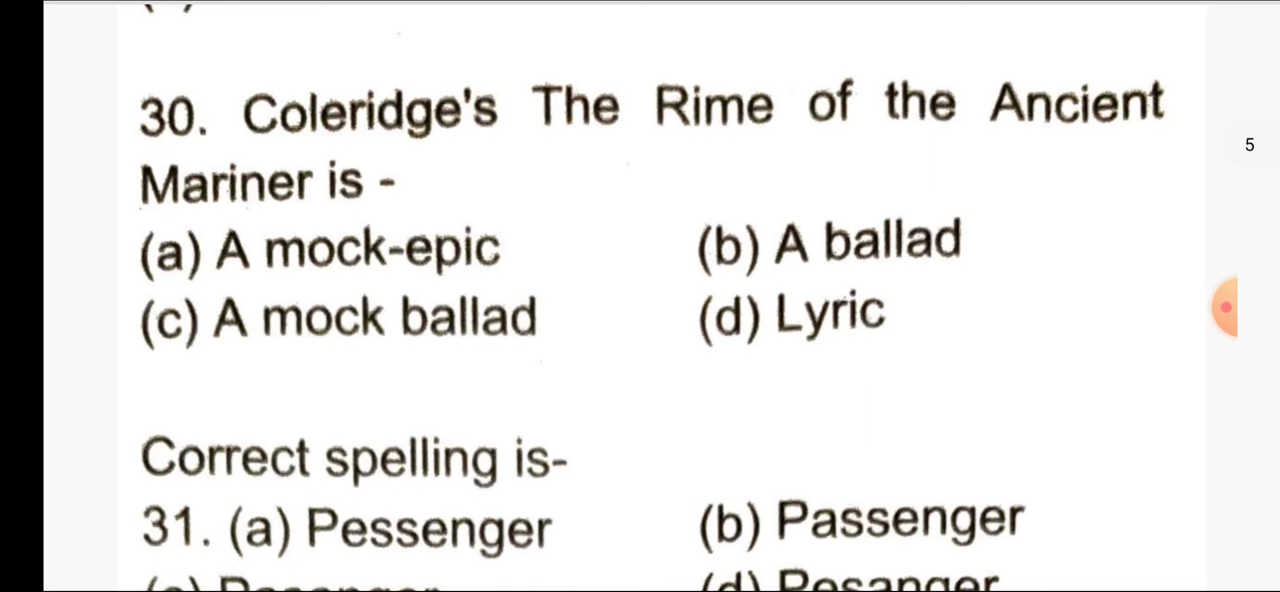 30. Coleridge's The Rime of the Ancient
5
Mariner is -
(a) A mock-epic (b) A ballad
(c) A mock ballad (d) Lyric
Correct spelling is-
31. (a) Pessenger (b) Passenger
(d)